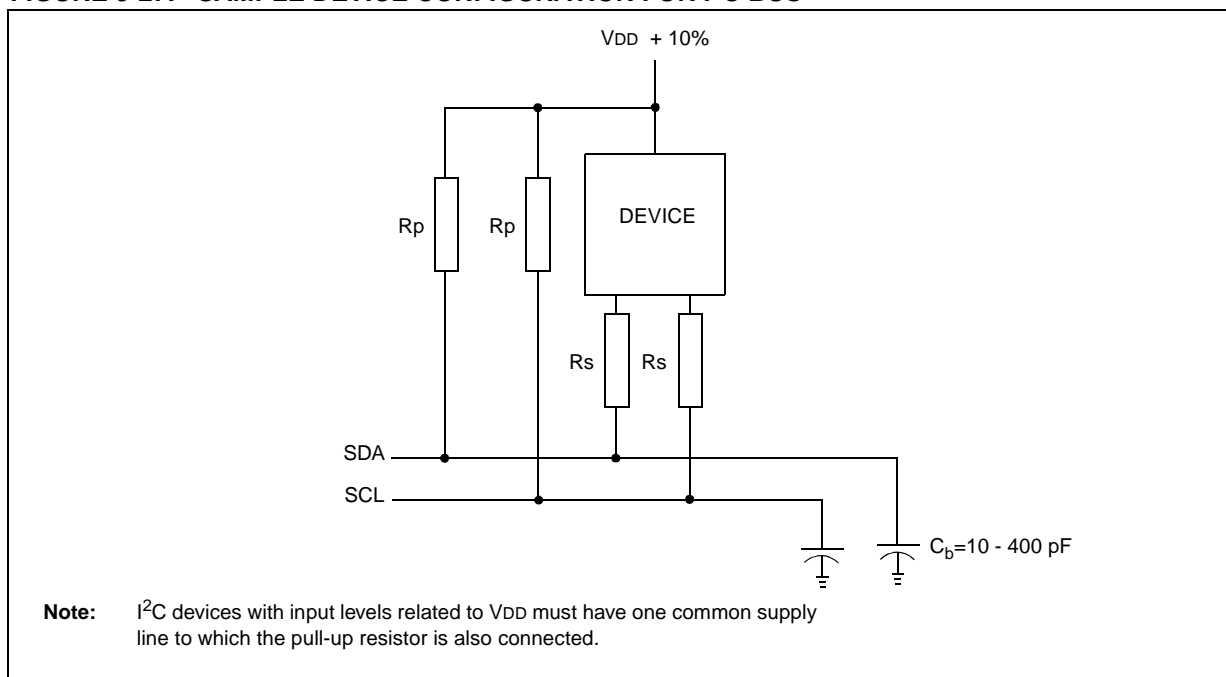 VDD + 10%
Rp
Rp
DEVICE
Rs
Rs
SDA
SCL
Cb=10 - 400 pF
Note: I2C devices with input levels related to VDD must have one common supply
line to which the pull-up resistor is also connected.